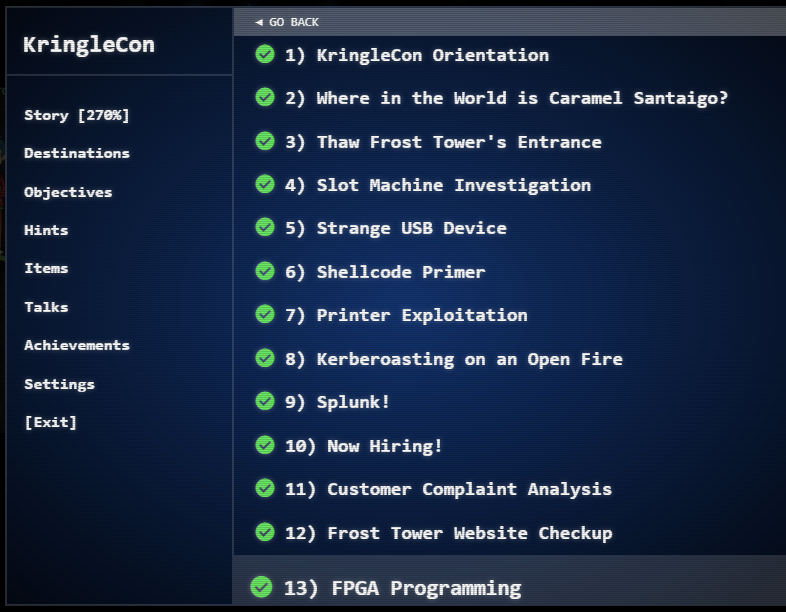 KringleCon
Story [270%]
Destinations
Objectives
Hints
Items
Talks
Achievements
Settings
[Exit]
◄ GO BACK
1) KringleCon Orientation
2) Where in the World is Caramel Santaigo?
3) Thaw Frost Tower's Entrance
4) Slot Machine Investigation
5) Strange USB Device
6) Shellcode Primer
7) Printer Exploitation
8) Kerberoasting on an Open Fire
9) Splunk!
10) Now Hiring!
11) Customer Complaint Analysis
12) Frost Tower Website Checkup
13) FPGA Programming